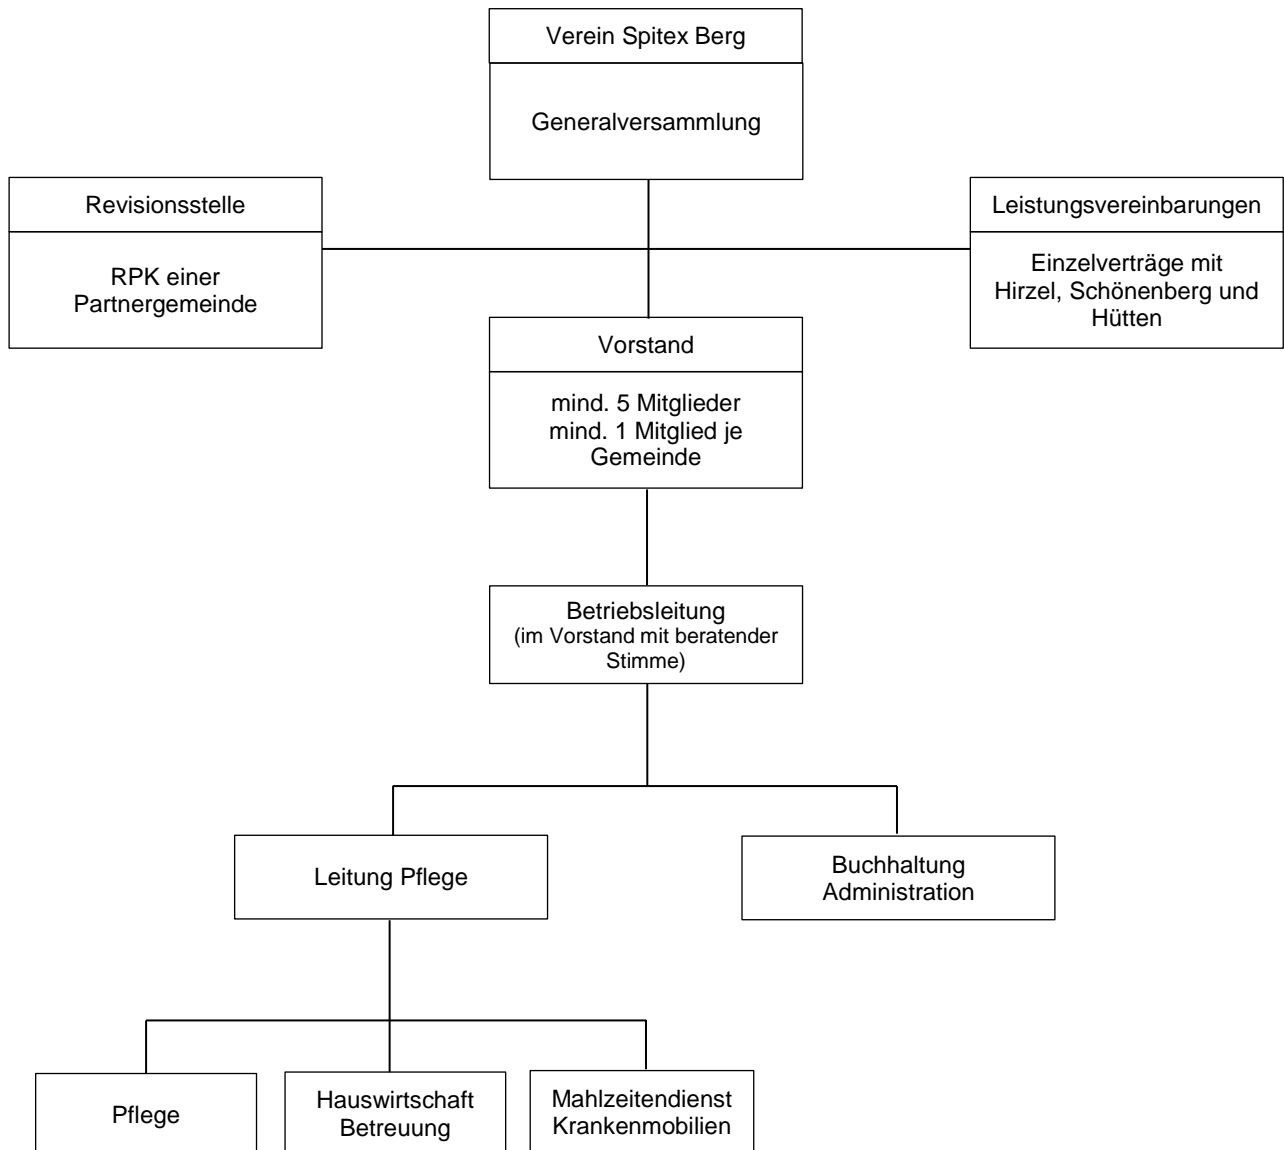 Verein Spitex Berg
Generalversammlung
Revisionsstelle
RPK einer
Partnergemeinde
Leistungsvereinbarungen
Einzelverträge mit
Hirzel, Schönenberg und
Hütten
Vorstand
mind. 5 Mitglieder
mind. 1 Mitglied je
Gemeinde
Betriebsleitung
(im Vorstand mit beratender
Stimme)
Leitung Pflege
Buchhaltung
Administration
Pflege
Hauswirtschaft
Betreuung
Mahlzeitendienst
Krankenmobilien